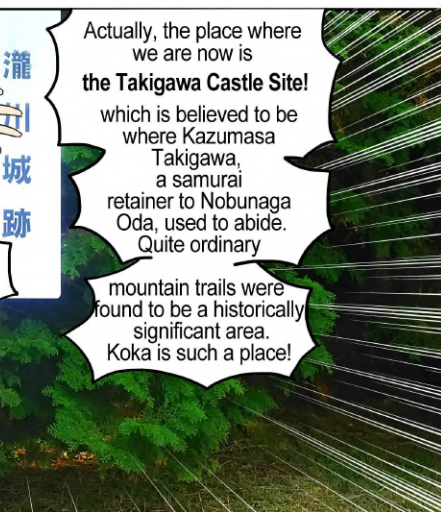 瀧川城跡
Actually, the place where
we are now is
the Takigawa Castle Site!
which is believed to be
where Kazumasa
Takigawa,
a samurai
retainer to Nobunaga
Oda, used to abide.
Quite ordinary
mountain trails were
found to be a historically
significant area.
Koka is such a place!